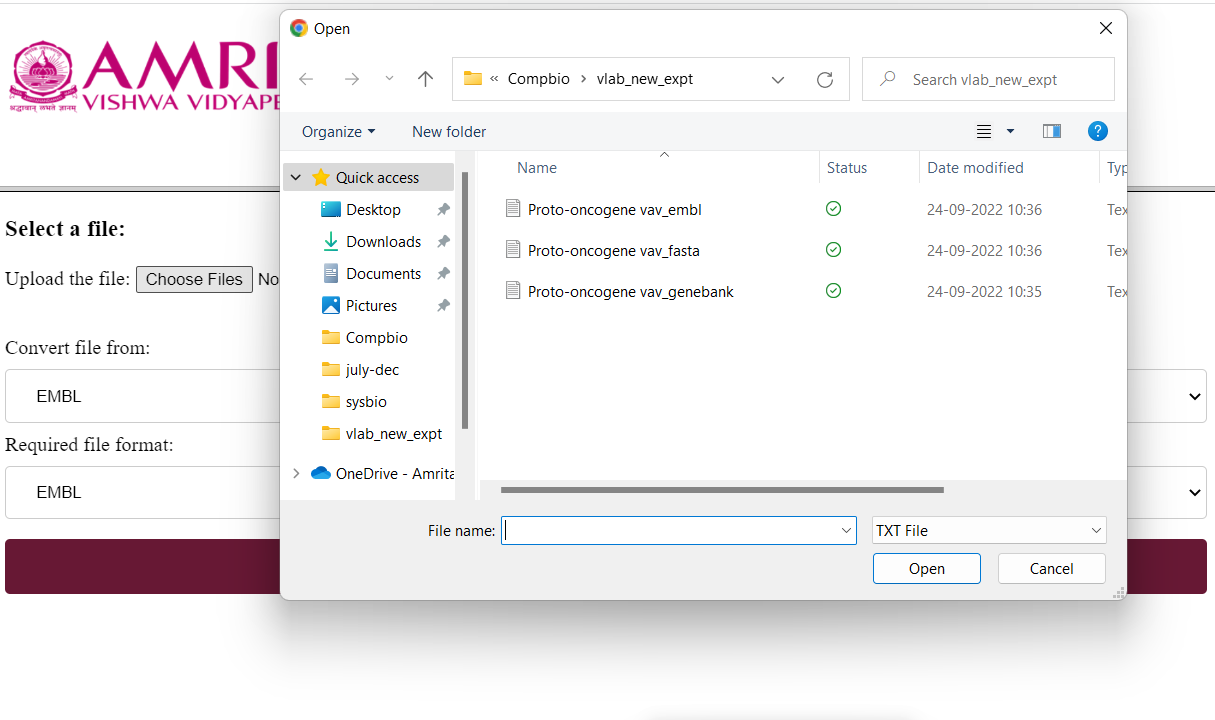 Open
AMRI
VISHWA VIDYAPE
श्रद्धावान् लभते ज्ञानम्
« Compbio > vlab_new_expt
Search vlab_new_expt
Organize
New folder
?
Name
Status
Date modified
Typ
Quick access
Desktop
Downloads
Documents
Pictures
Compbio
july-dec
sysbio
vlab_new_expt
OneDrive - Amrita
Proto-oncogene vav_embl 24-09-2022 10:36 Tex
Proto-oncogene vav_fasta 24-09-2022 10:36 Tex
Proto-oncogene vav_genebank 24-09-2022 10:35 Tex
File name:
TXT File
Open
Cancel
Select a file:
Upload the file: Choose Files No
Convert file from:
EMBL
Required file format:
EMBL